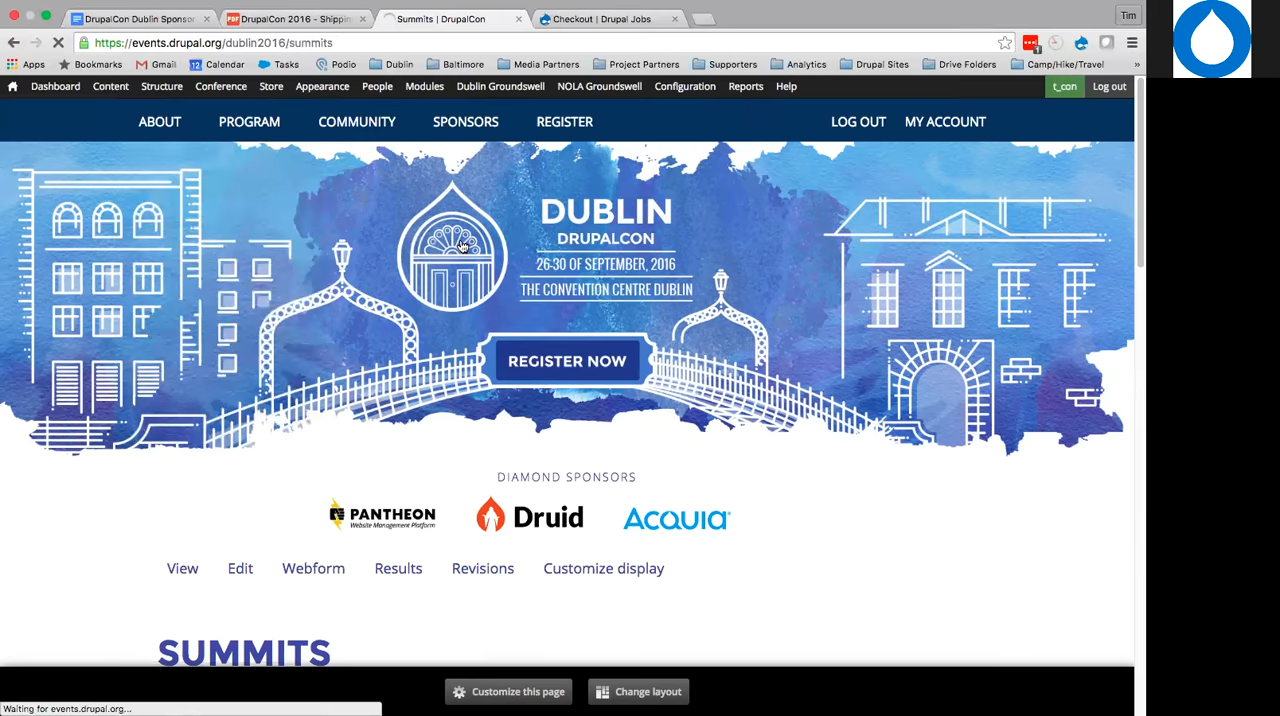 DrupalCon Dublin Sponsor
DrupalCon 2016 - Shippin
Summits | DrupalCon
Checkout | Drupal Jobs
Tim
https://events.drupal.org/dublin2016/summits
1
Apps
Bookmarks
Gmail
12 Calendar
Tasks
Podio
Dublin
Baltimore
Media Partners
Project Partners
Supporters
Analytics
Drupal Sites
Drive Folders
Camp/Hike/Travel
»
Dashboard
Content
Structure
Conference
Store
Appearance
People
Modules
Dublin Groundswell
NOLA Groundswell
Configuration
Reports
Help
t_con
Log out
ABOUT
PROGRAM
COMMUNITY
SPONSORS
REGISTER
LOG OUT
MY ACCOUNT
DUBLIN
DRUPALCON
26-30 OF SEPTEMBER, 2016
THE CONVENTION CENTRE DUBLIN
REGISTER NOW
DIAMOND SPONSORS
PANTHEON
Website Management Platform
Druid
ACQUIA
View
Edit
Webform
Results
Revisions
Customize display
SUMMITS
Customize this page
Change layout
Waiting for events.drupal.org...